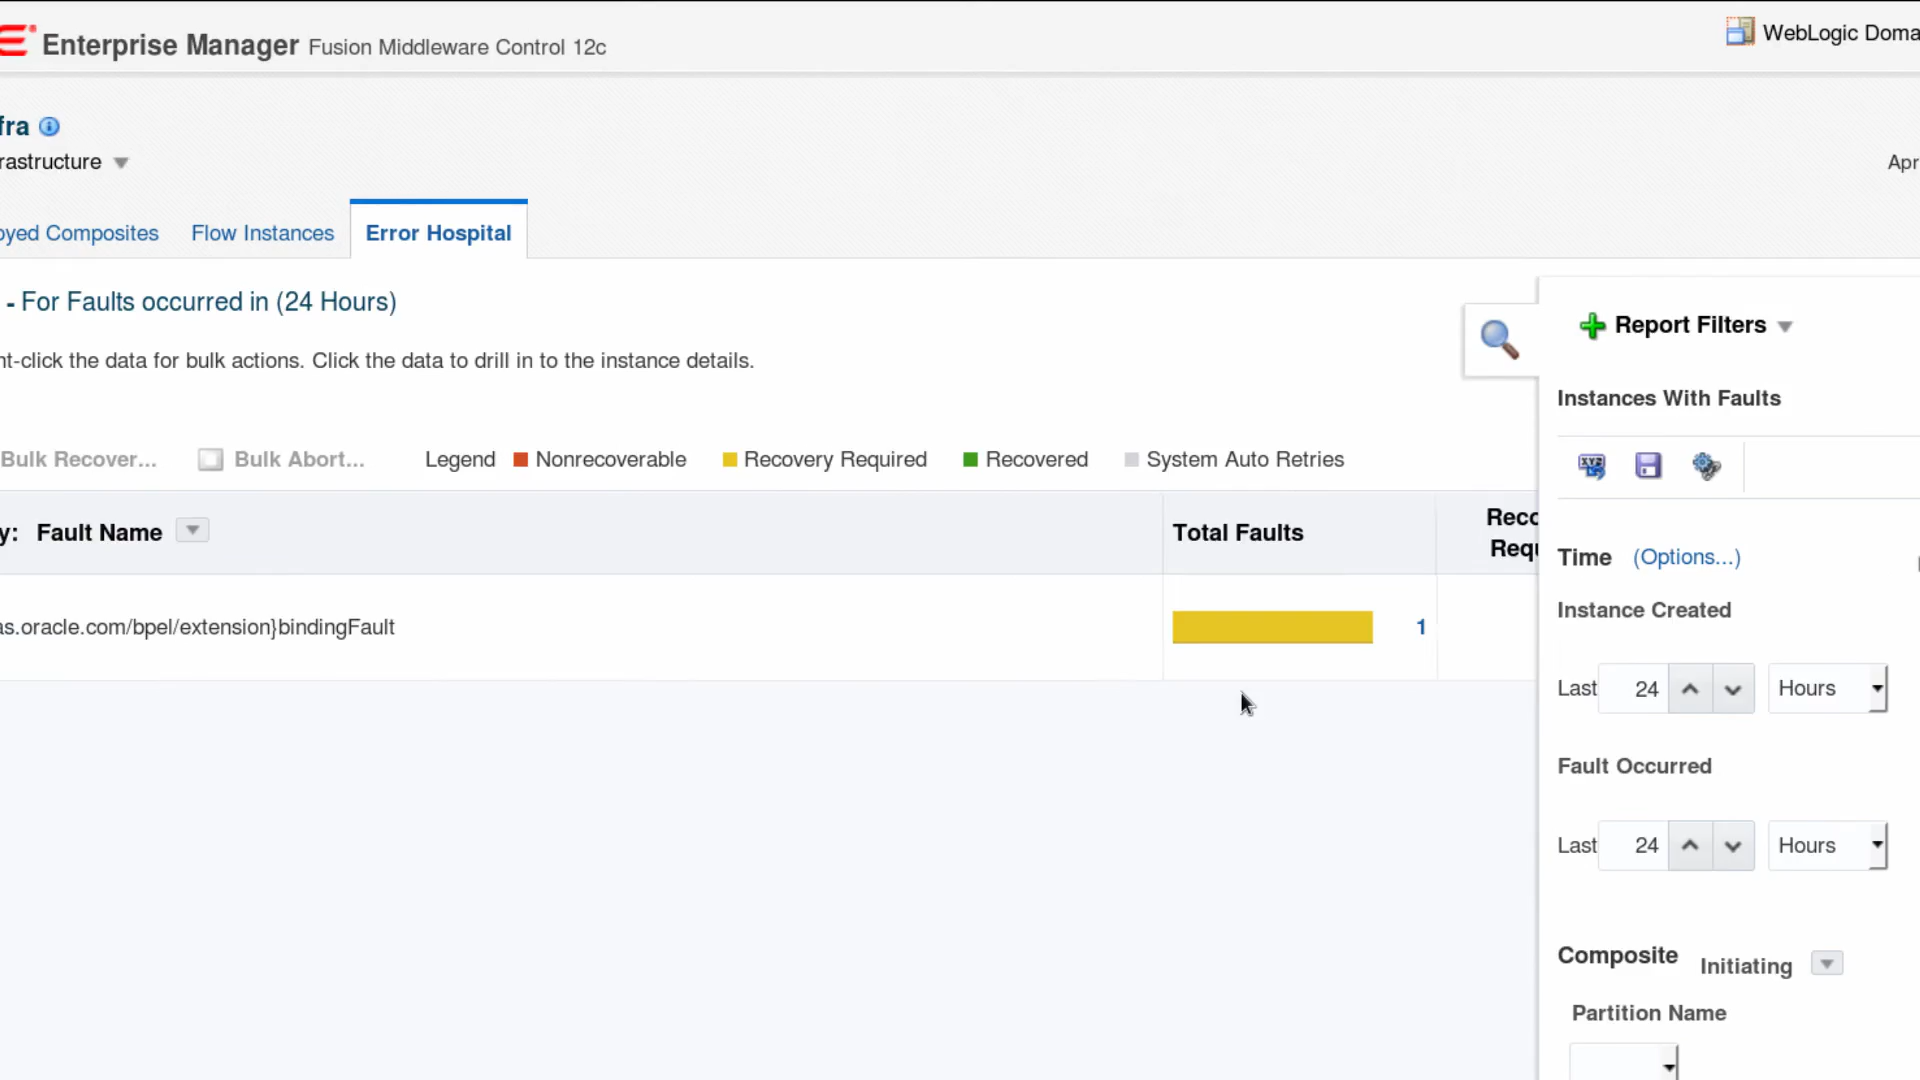 Enterprise Manager Fusion Middleware Control 12c
WebLogic Doma
fra
rastructure
Apr
oyed Composites
Flow Instances
Error Hospital
- For Faults occurred in (24 Hours)
ht-click the data for bulk actions. Click the data to drill in to the instance details.
Bulk Recover...
Bulk Abort...
Legend
Nonrecoverable
Recovery Required
Recovered
System Auto Retries
y: Fault Name
Total Faults
Reco
Requ
as.oracle.com/bpel/extension}bindingFault
1
Report Filters
Instances With Faults
Time (Options...)
Instance Created
Last 24 Hours
Fault Occurred
Last 24 Hours
Composite Initiating
Partition Name